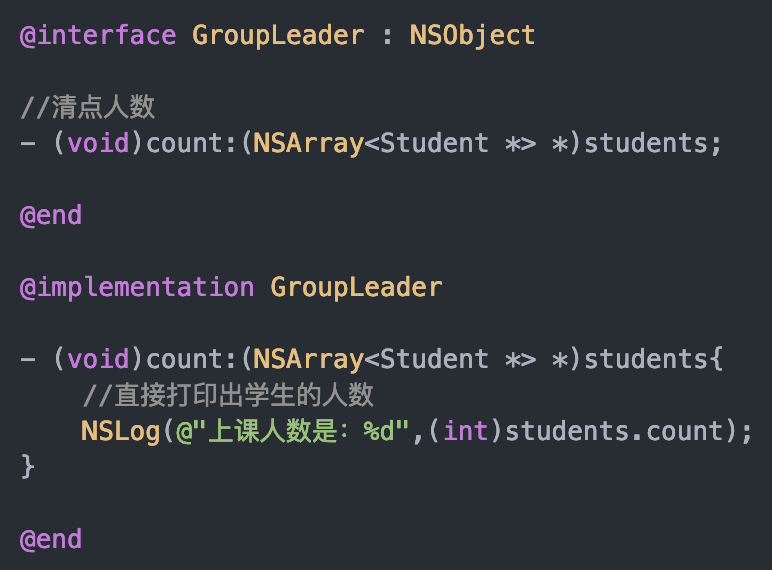 @interface GroupLeader : NSObject
//清点人数
- (void)count:(NSArray<Student *> *)students;
@end
@implementation GroupLeader
- (void)count:(NSArray<Student *> *)students{
//直接打印出学生的人数
NSLog(@"上课人数是：%d",(int)students.count);
}
@end